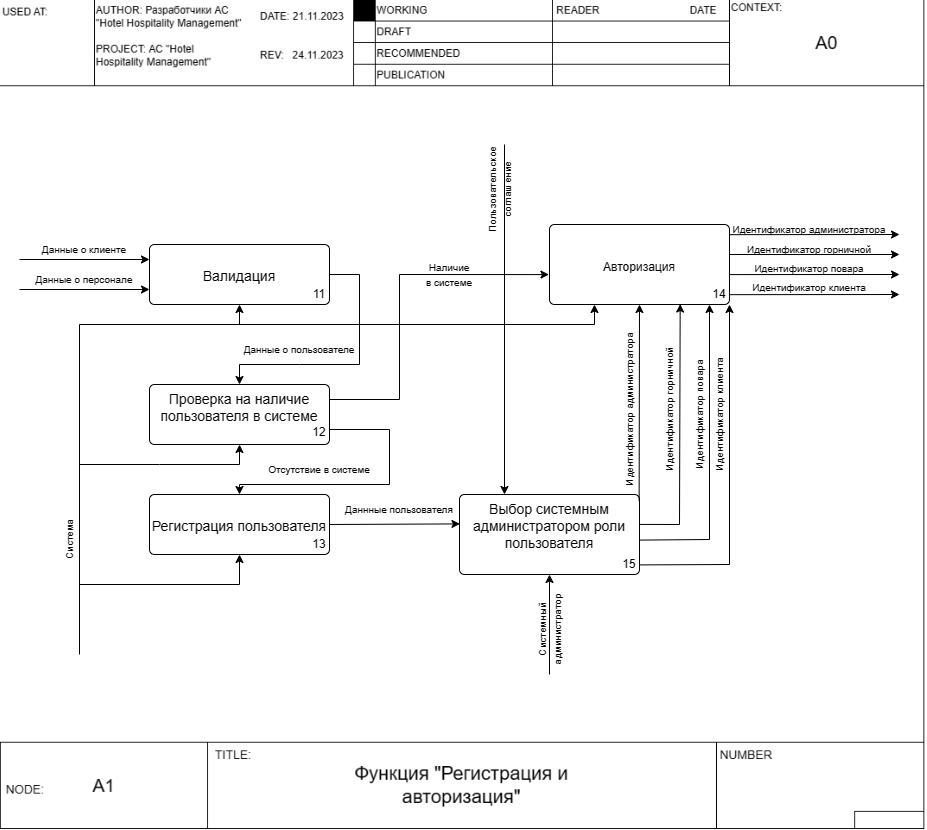 USED AT:
AUTHOR: Разработчики АС
"Hotel Hospitality Management"
DATE: 21.11.2023
PROJECT: АС "Hotel
Hospitality Management"
REV: 24.11.2023
WORKING
DRAFT
RECOMMENDED
PUBLICATION
READER
DATE
CONTEXT:
A0
Пользовательское
соглашение
Данные о клиенте
Данные о персонале
Валидация
11
Наличие
в системе
Авторизация
14
Идентификатор администратора
Идентификатор горничной
Идентификатор повара
Идентификатор клиента
Данные о пользователе
Проверка на наличие
пользователя в системе
12
Отсутствие в системе
Идентификатор администратора
Идентификатор горничной
Идентификатор повара
Идентификатор клиента
Система
Регистрация пользователя
13
Даннные пользователя
Выбор системным
администратором роли
пользователя
15
Системный
администратор
NODE:
A1
TITLE:
Функция "Регистрация и
авторизация"
NUMBER